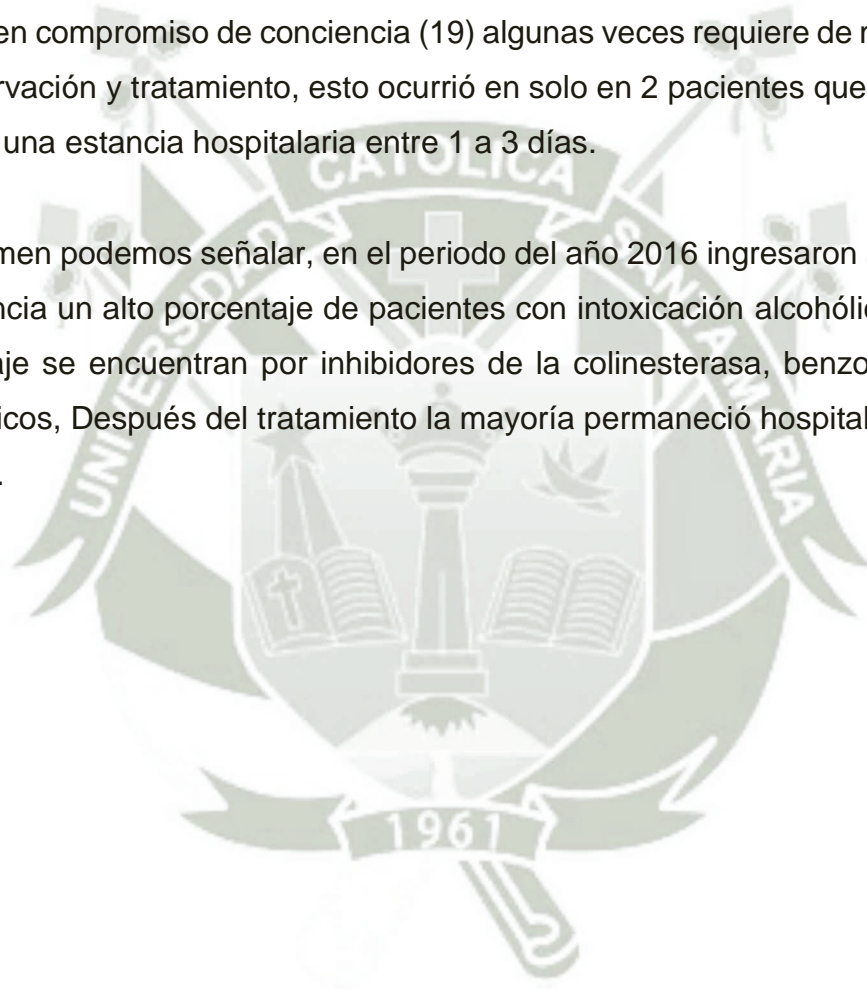 en compromiso de conciencia (19) algunas veces requiere de
rvación y tratamiento, esto ocurrió en solo en 2 pacientes que
una estancia hospitalaria entre 1 a 3 días.
men podemos señalar, en el periodo del año 2016 ingresaron
ncia un alto porcentaje de pacientes con intoxicación alcohólic
aje se encuentran por inhibidores de la colinesterasa, benzo
icos, Después del tratamiento la mayoría permaneció hospital
UNIVERSIDAD CATOLICA SANTA MARIA
1961